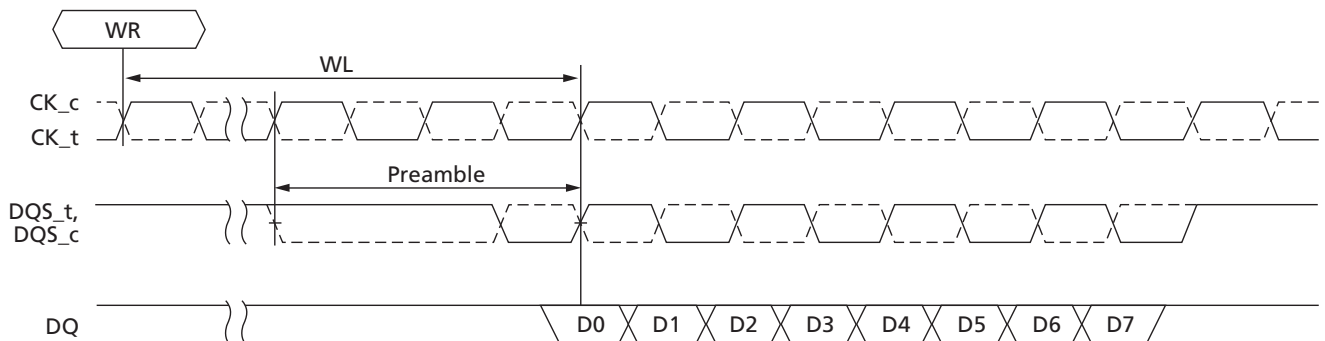 WR
WL
CK_c
CK_t
Preamble
DQS_t,
DQS_c
DQ
D0 D1 D2 D3 D4 D5 D6 D7